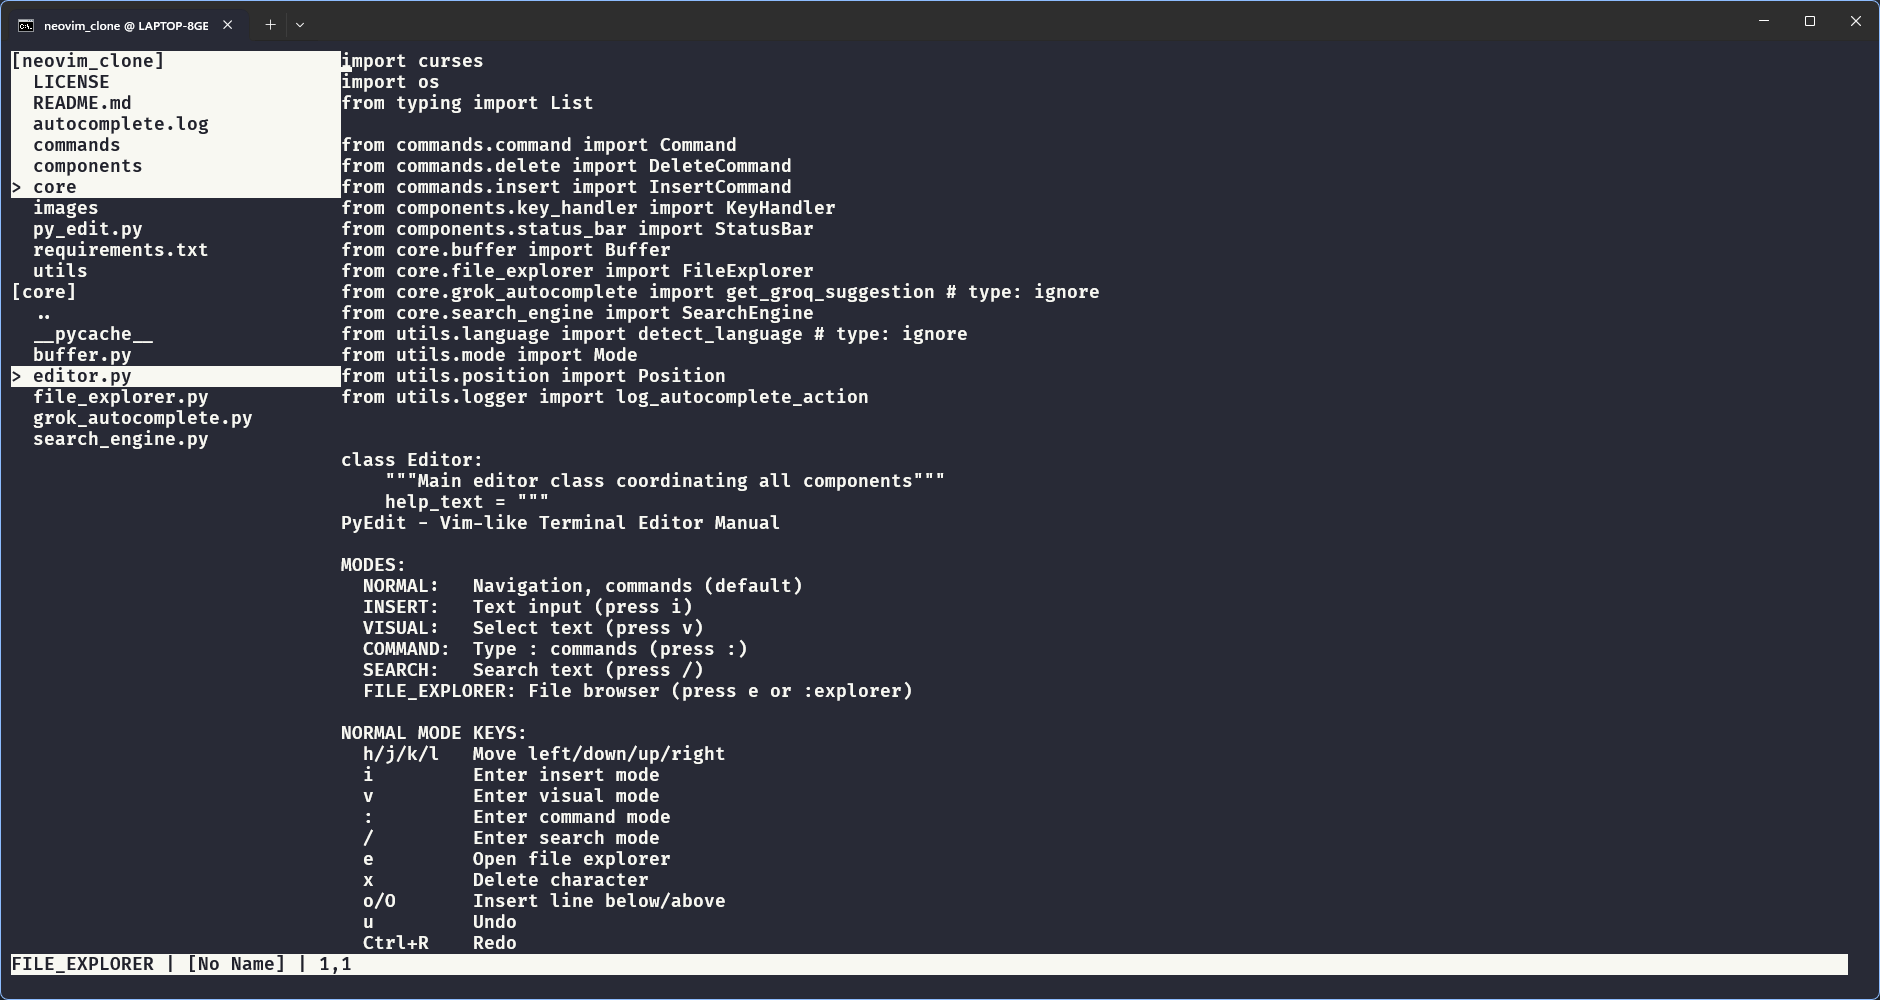 neovim_clone @ LAPTOP-8GE
[neovim_clone]
  LICENSE
  README.md
  autocomplete.log
  commands
  components
> core
  images
  py_edit.py
  requirements.txt
  utils
[core]
  ..
  __pycache__
  buffer.py
> editor.py
  file_explorer.py
  grok_autocomplete.py
  search_engine.py
import curses
import os
from typing import List

from commands.command import Command
from commands.delete import DeleteCommand
from commands.insert import InsertCommand
from components.key_handler import KeyHandler
from components.status_bar import StatusBar
from core.buffer import Buffer
from core.file_explorer import FileExplorer
from core.grok_autocomplete import get_groq_suggestion # type: ignore
from core.search_engine import SearchEngine
from utils.language import detect_language # type: ignore
from utils.mode import Mode
from utils.position import Position
from utils.logger import log_autocomplete_action


class Editor:
    """Main editor class coordinating all components"""
    help_text = """
PyEdit - Vim-like Terminal Editor Manual

MODES:
  NORMAL:   Navigation, commands (default)
  INSERT:   Text input (press i)
  VISUAL:   Select text (press v)
  COMMAND:  Type : commands (press :)
  SEARCH:   Search text (press /)
  FILE_EXPLORER: File browser (press e or :explorer)

NORMAL MODE KEYS:
  h/j/k/l   Move left/down/up/right
  i         Enter insert mode
  v         Enter visual mode
  :         Enter command mode
  /         Enter search mode
  e         Open file explorer
  x         Delete character
  o/O       Insert line below/above
  u         Undo
  Ctrl+R    Redo
FILE_EXPLORER | [No Name] | 1,1